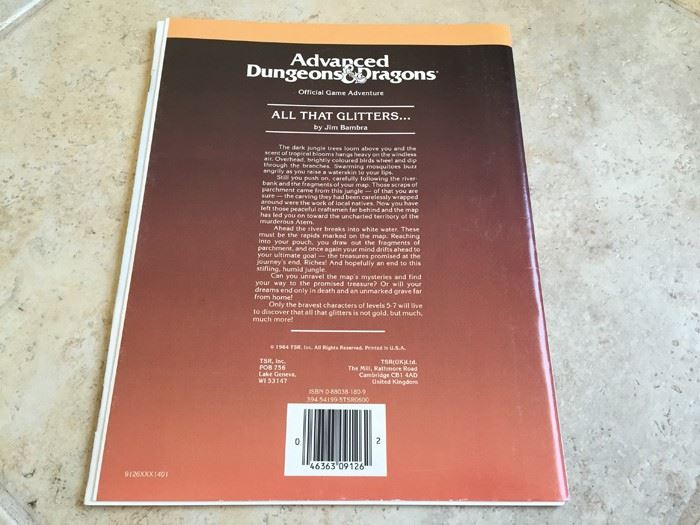 Advanced
Dungeons & Dragons®
Official Game Adventure
ALL THAT GLITTERS...
by Jim Bambra
The dark jungle trees loom above you and the
scent of tropical blooms hangs heavy on the windless
air. Overhead, brightly coloured birds wheel and dip
through the branches. Swarming mosquitoes buzz
angrily as you raise a waterskin to your lips.
Still you push on, carefully following the river-
bank and the fragments of your map. Those scraps of
parchment came from this jungle — of that you are
sure — the carving they had been carelessly wrapped
around were the work of local natives. Now you have
left those peaceful craftsmen far behind and the map
has led you on toward the uncharted territory of the
murderous Atem.
Ahead the river breaks into white water. These
must be the rapids marked on the map. Reaching
into your pouch, you draw out the fragments of
parchment, and once again your mind drifts ahead to
your ultimate goal — the treasures promised at the
journey's end. Riches! And hopefully an end to this
stifling, humid jungle.
Can you unravel the map's mysteries and find
your way to the promised treasure? Or will your
dreams end only in death and an unmarked grave far
from home!
Only the bravest characters of levels 5-7 will live
to discover that all that glitters is not gold, but much,
much more!
© 1984 TSR, Inc. All Rights Reserved. Printed in U.S.A.
TSR, Inc.
POB 756
Lake Geneva,
WI 53147
TSR(UK)Ltd.
The Mill, Rathmore Road
Cambridge CB1 4AD
United Kingdom
ISBN 0-88038-180-9
394-54199-5TSR0600
0 46363 09126 2
9126XXX1401